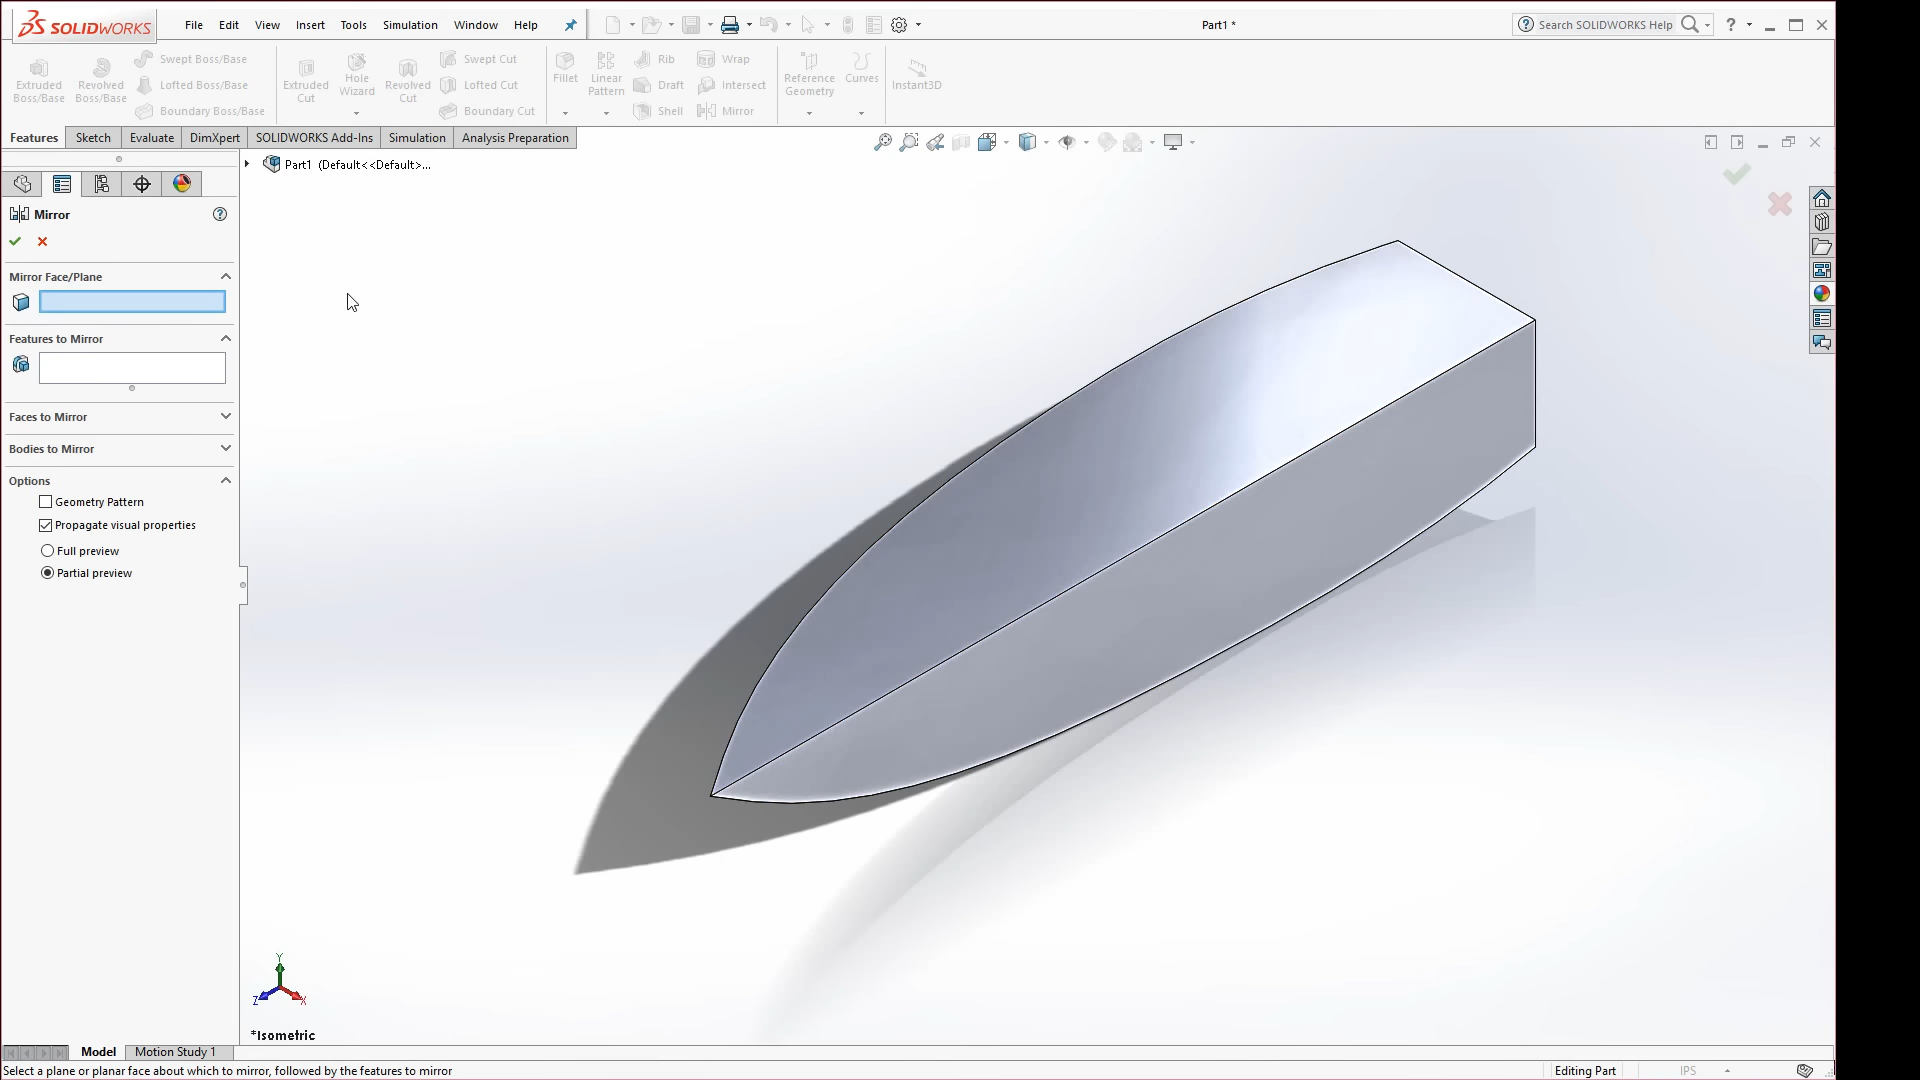 SOLIDWORKS File Edit View Insert Tools Simulation Window Help Part1 * Search SOLIDWORKS Help ?
Extruded Boss/Base
Revolved Boss/Base
Swept Boss/Base
Lofted Boss/Base
Boundary Boss/Base
Extruded Cut
Hole Wizard
Revolved Cut
Swept Cut
Lofted Cut
Boundary Cut
Fillet
Linear Pattern
Rib
Draft
Shell
Wrap
Intersect
Mirror
Reference Geometry
Curves
Instant3D
Features Sketch Evaluate DimXpert SOLIDWORKS Add-Ins Simulation Analysis Preparation
Part1 (Default<<Default>...
Mirror ?
Mirror Face/Plane
Features to Mirror
Faces to Mirror
Bodies to Mirror
Options
Geometry Pattern
Propagate visual properties
Full preview
Partial preview
Y
Z
X
*Isometric
Model Motion Study 1
Select a plane or planar face about which to mirror, followed by the features to mirror Editing Part IPS